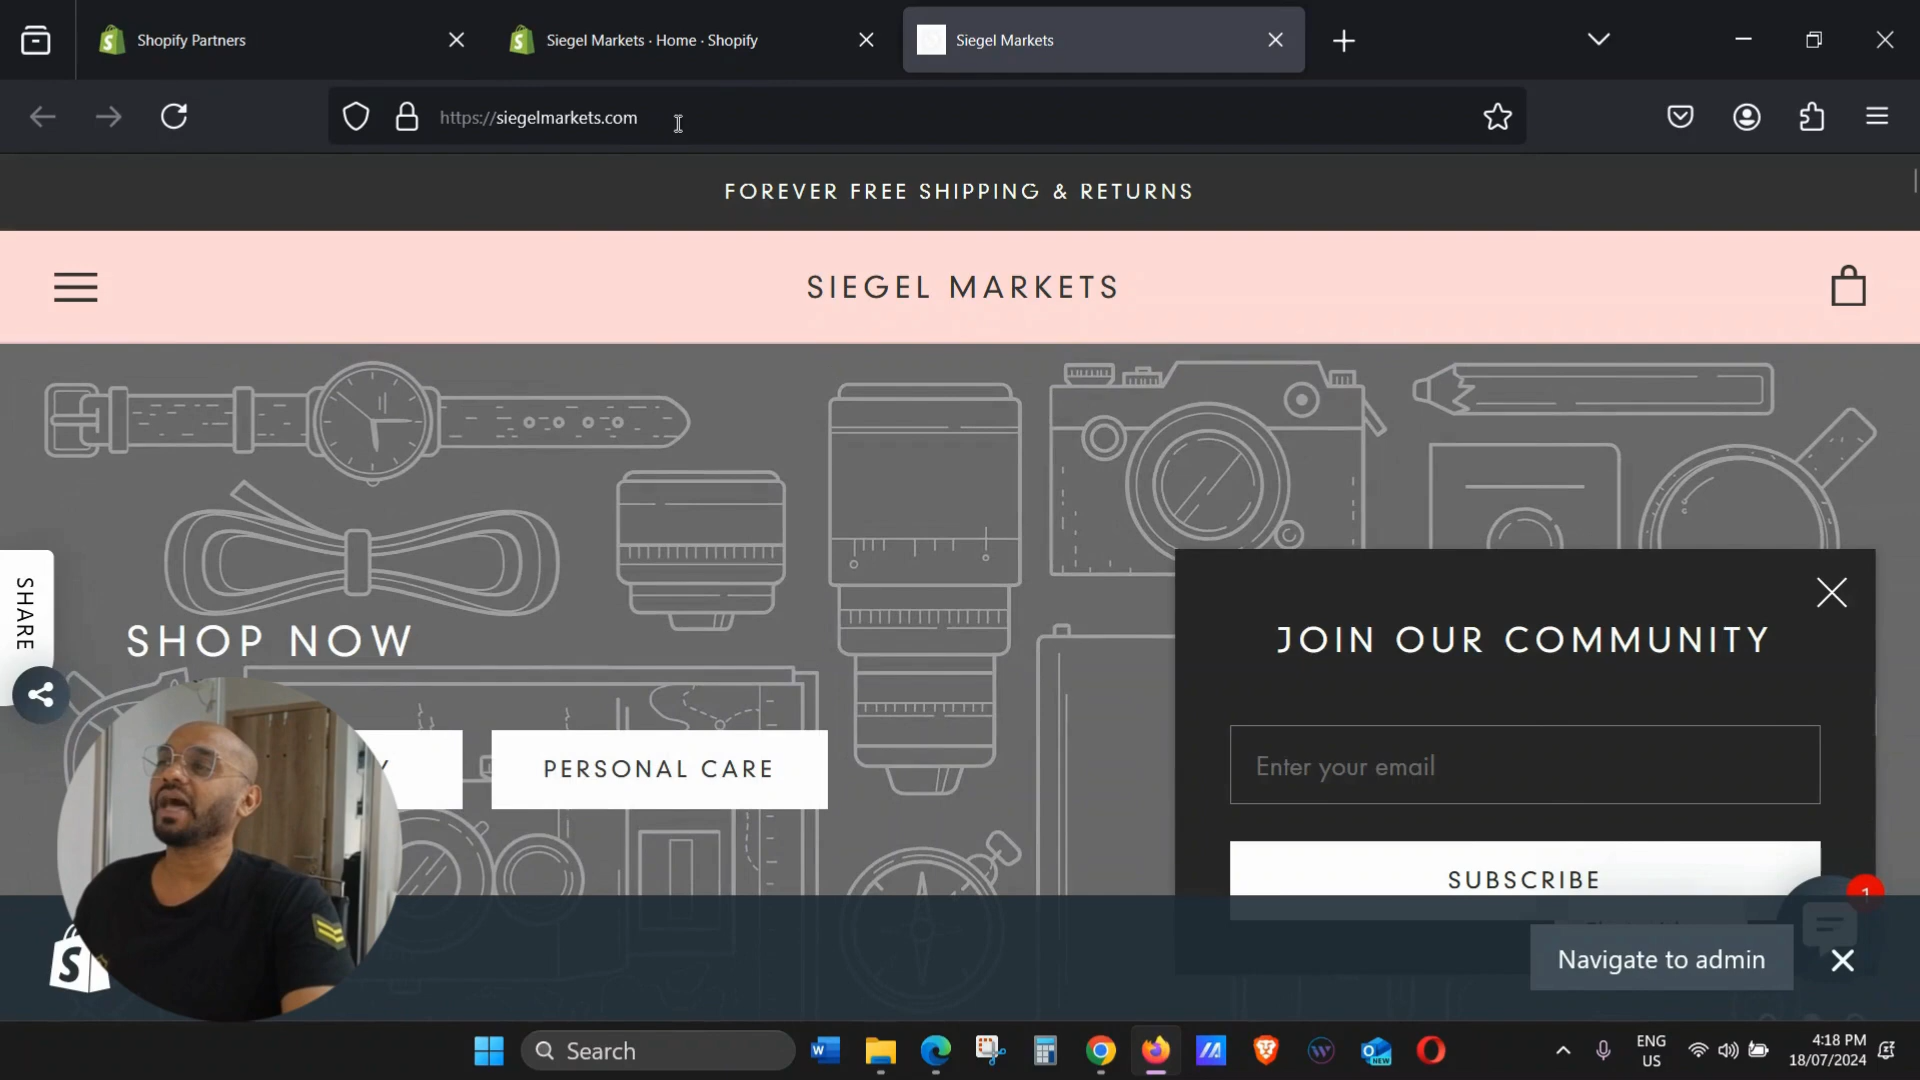 Shopify Partners
Siegel Markets · Home · Shopify
Siegel Markets
https://siegelmarkets.com
FOREVER FREE SHIPPING & RETURNS
SIEGEL MARKETS
SHARE
SHOP NOW
PERSONAL CARE
JOIN OUR COMMUNITY
Enter your email
SUBSCRIBE
1
Navigate to admin
Search
ENG
US
4:18 PM
18/07/2024